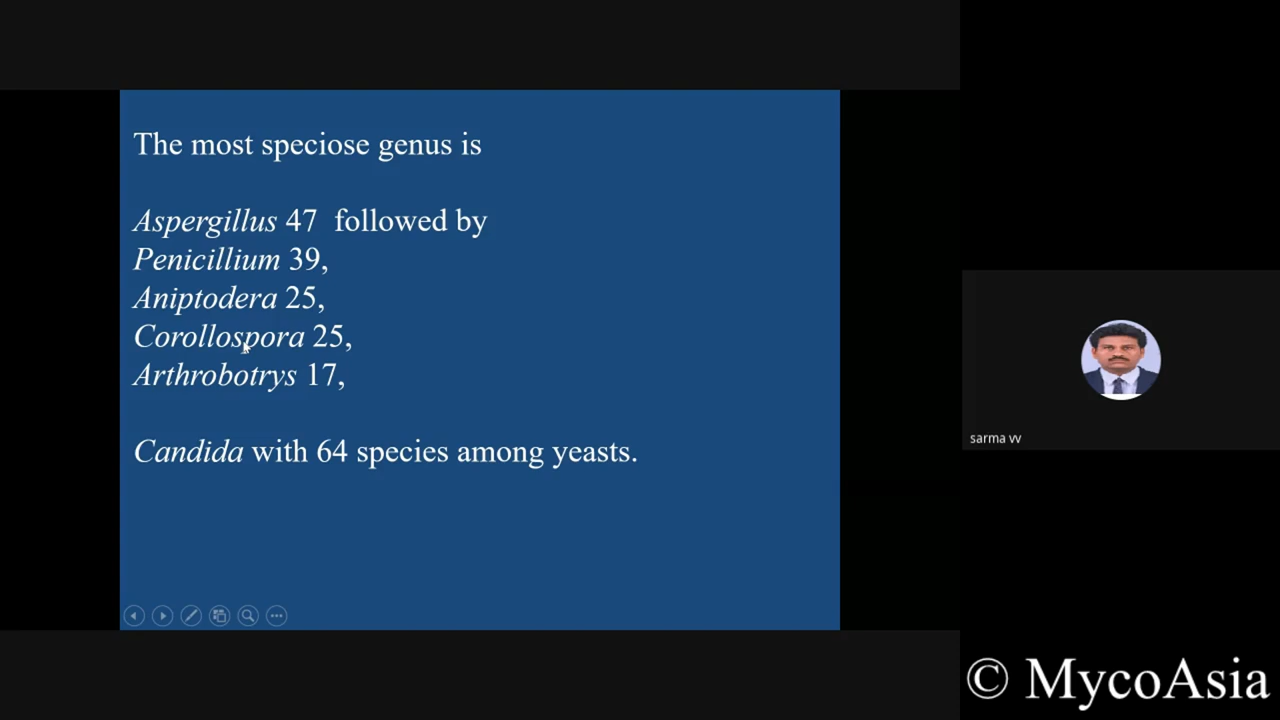 The most speciose genus is
Aspergillus 47 followed by
Penicillium 39,
Aniptodera 25,
Corollospora 25,
Arthrobotrys 17,
Candida with 64 species among yeasts.
sarma vv
© MycoAsia